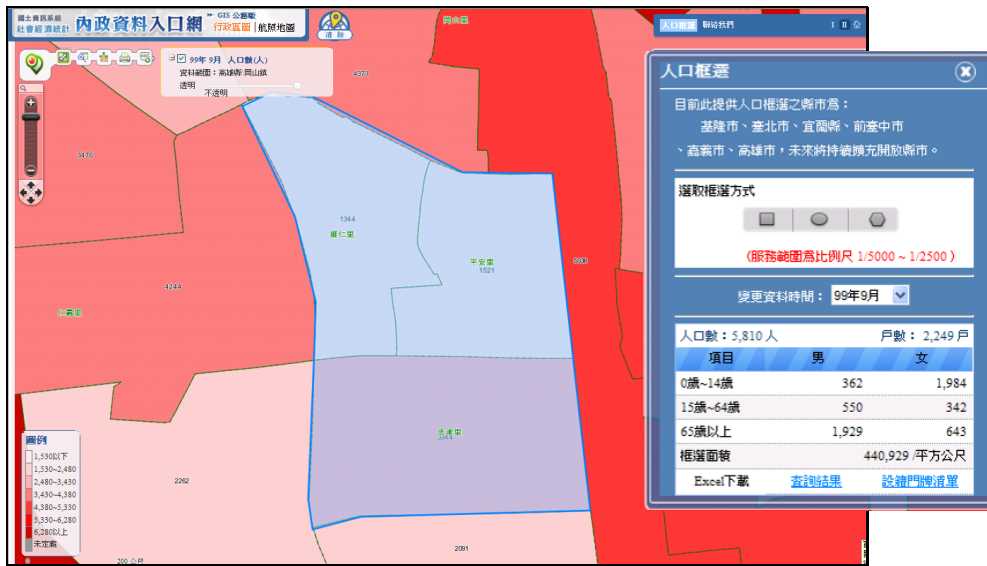 國土資訊系統
社會經濟統計
內政資料入口網
GIS 公務版
行政區圖 | 航照地圖
清 除
人口框選 聯絡我們
I II
99年 9月 人口數(人)
資料範圍：高雄縣 岡山鎮
透明
不透明
岡山里
4373
3476
1344
維仁里
平安里
1521
4244
仁義里
2262
2091
200 公尺
圖例
1,530以下
1,530~2,480
2,480~3,430
3,430~4,380
4,380~5,330
5,330~6,280
6,280以上
未定義
人口框選
目前此提供人口框選之縣市為：
基隆市、臺北市、宜蘭縣、前臺中市
、嘉義市、高雄市，未來將持續擴充開放縣市。
選取框選方式
(服務範圍為比例尺 1/5000 ~ 1/2500 )
變更資料時間： 99年9月
人口數：5,810 人 戶數： 2,249 戶
項目 男 女
0歲~14歲 362 1,984
15歲~64歲 550 342
65歲以上 1,929 643
框選面積 440,929 /平方公尺
Excel下載 查詢結果 設籍門牌清單